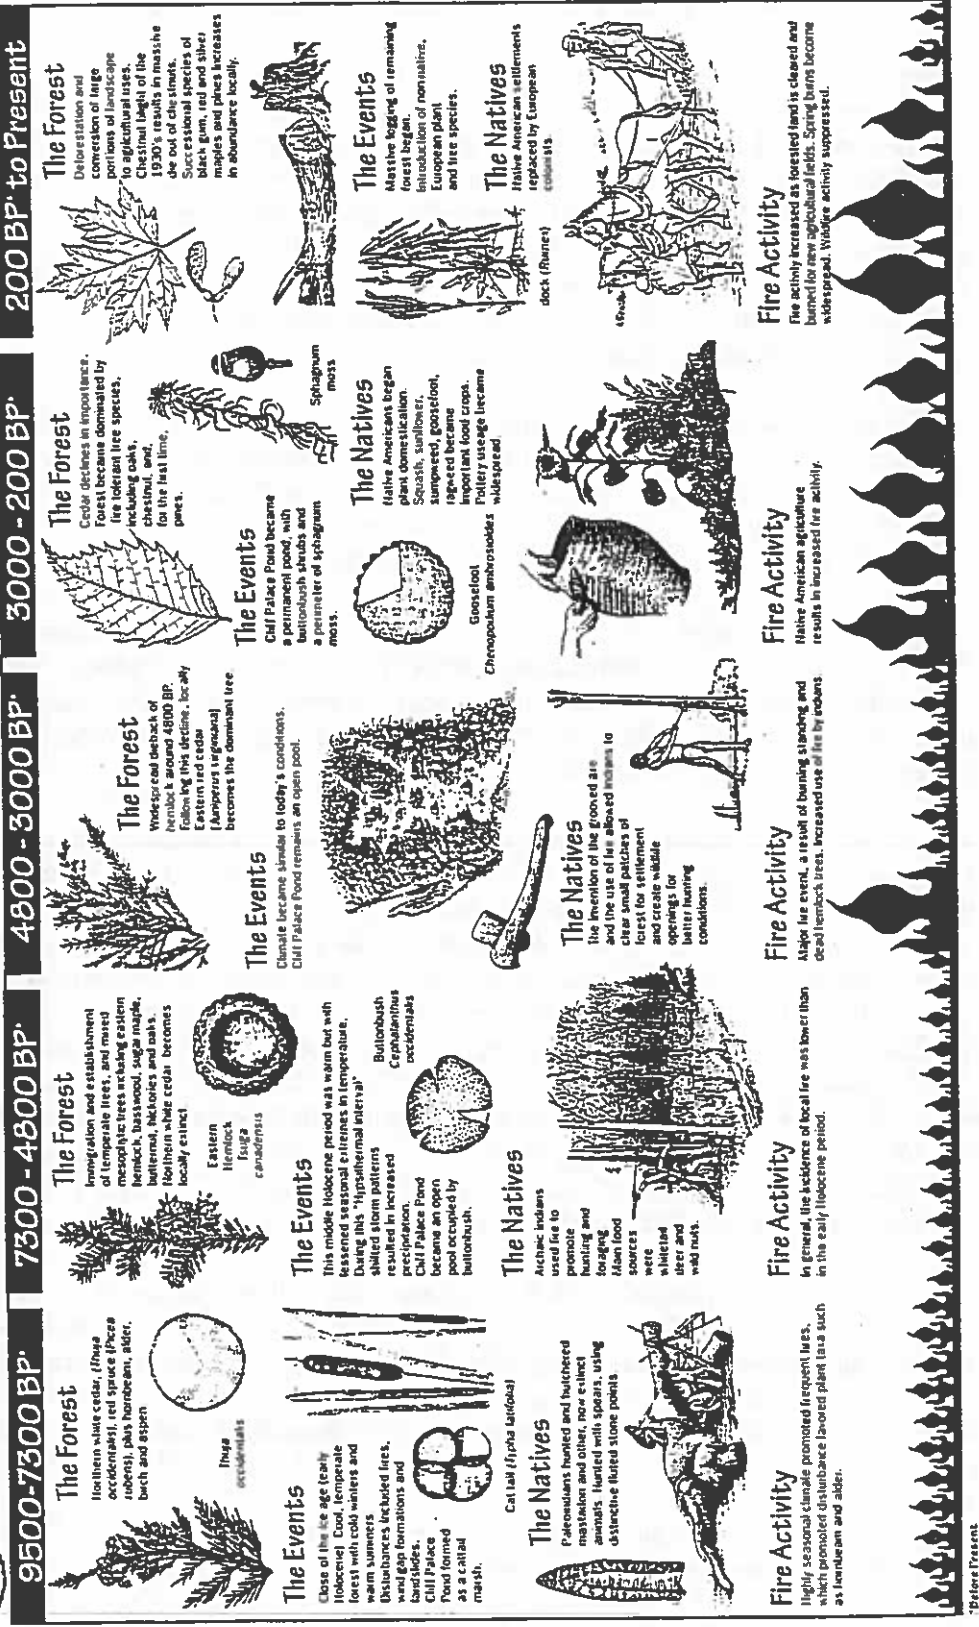 9500-7300 BP*
The Forest
Northern white cedar, (Thuja
occidentalis), red spruce (Picea
rubens), plus hornbeam, alder,
birch and aspen.
Thuja
occidentalis
The Events
Close of the ice age (early
Holocene). Cool, temperate
forest with cold winters and
warm summers.
Disturbances included fires,
wind gap formations and
landslides.
Cliff Palace
Pond formed
as a cattail
marsh.
Cat tail (Typha latifolia)
The Natives
Paleoindians hunted and butchered
mastadon and other, now extinct
animals. Hunted with spears, using
distinctive fluted stone points.
Fire Activity
Highly seasonal climate promoted frequent fires,
which promoted disturbance favored plant taxa such
as hornbeam and alder.
7300-4800 BP*
The Forest
Immigration and establishment
of temperate trees, and mixed
mesophytic trees including eastern
hemlock, basswood, sugar maple,
butternut, hickories and oaks.
Northern white cedar becomes
locally extinct.
Eastern
Hemlock
Tsuga
canadensis
The Events
This middle Holocene period was warm but with
lessened seasonal extremes in temperature.
During this "Hypsithermal Interval"
shifted storm patterns
resulted in increased
precipitation.
Cliff Palace Pond
became an open
pool occupied by
buttonbush.
Buttonbush
Cephalanthus
occidentalis
The Natives
Archaic Indians
used fire to
promote
hunting and
foraging.
Main food
sources
were
whitetail
deer and
wild nuts.
Fire Activity
In general, the incidence of local fire was lower than
in the early Holocene period.
4800-3000 BP*
The Forest
Widespread dieback of
hemlock around 4800 BP.
Following this decline, locally
Eastern red cedar
(Juniperus virginiana)
becomes the dominant tree.
The Events
Climate became similar to today's conditions.
Cliff Palace Pond remains an open pool.
The Natives
The invention of the grooved axe
and the use of fire allowed Indians to
clear small patches of
forest for settlement
and create wildlife
openings for
better hunting
conditions.
Fire Activity
Major fire event, a result of burning standing and
dead hemlock trees. Increased use of fire by Indians.
3000-200 BP*
The Forest
Cedar declines in importance.
Forest became dominated by
fire tolerant tree species,
including oaks,
chestnut, and,
for the first time,
pines.
Sphagnum
moss
The Events
Cliff Palace Pond became
a permanent pond, with
buttonbush shrubs and
a perimeter of sphagnum
moss.
The Natives
Native Americans began
plant domestication.
Squash, sunflower,
sumpweed, goosefoot,
ragweed became
important food crops.
Pottery useage became
widespread.
Goosefoot
Chenopodium ambrosioides
Fire Activity
Native American agriculture
results in increased fire activity.
200 BP* to Present
The Forest
Deforestation and
conversion of large
portions of landscape
to agricultural uses.
Chestnut blight of the
1930's results in massive
die out of chestnuts.
Successional species of
black gum, red and silver
maples and pines increases
in abundance locally.
The Events
Massive logging of remaining
forest began.
Introduction of nonnative,
European plant
and tree species.
dock (Rumex)
The Natives
Native American settlements
replaced by European
colonists
Fire Activity
Fire activity increased as forested land is cleared and
burned for new agricultural fields. Spring burns become
widespread. Wildfire activity suppressed.
*Before Present